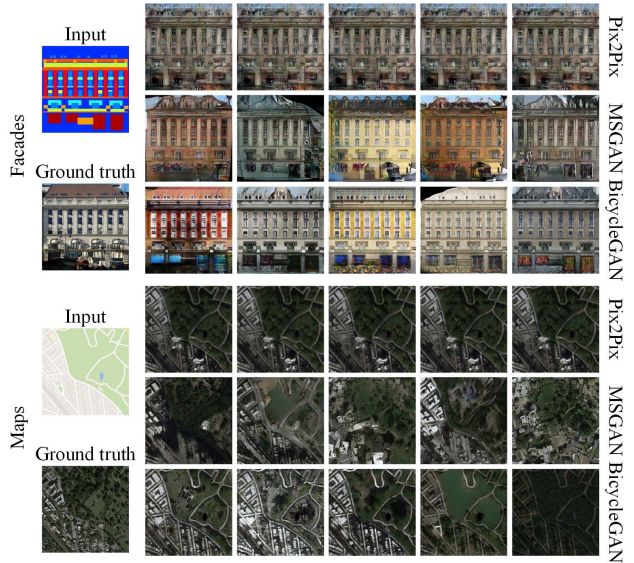 Facades
Input
Ground truth
Pix2Pix
MSGAN
BicycleGAN
Maps
Input
Ground truth
Pix2Pix
MSGAN
BicycleGAN